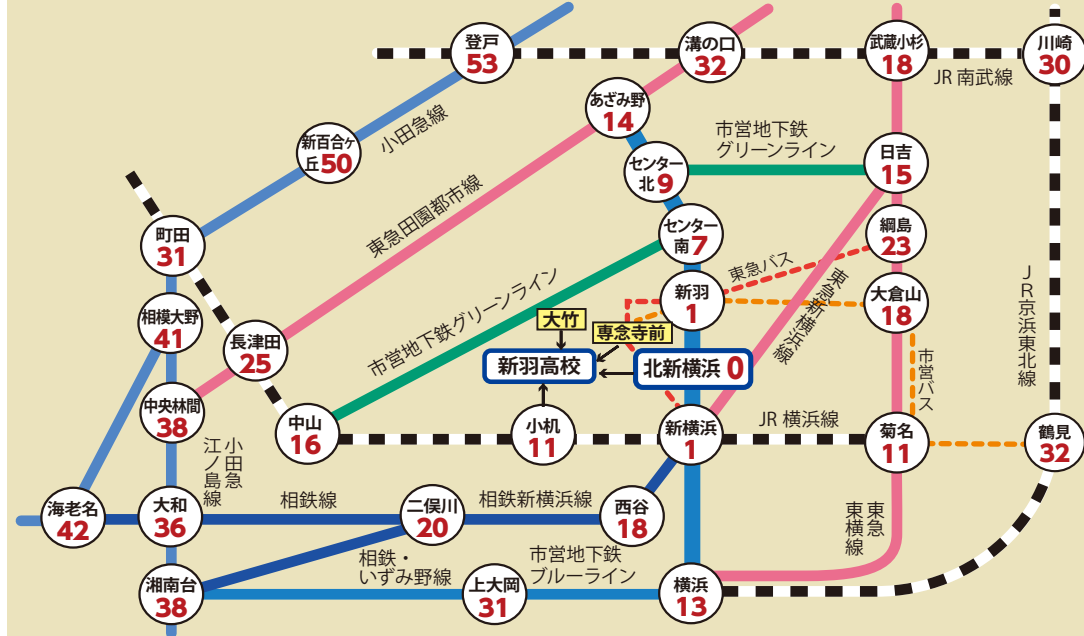 登戸
53
溝の口
32
武蔵小杉
18
川崎
30
JR 南武線
小田急線
あざみ野
14
市営地下鉄
グリーンライン
新百合ヶ
丘50
センター
北9
日吉
15
東急田園都市線
町田
31
センター
南7
綱島
23
東急バス
新羽
1
大倉山
18
東急新横浜線
JR京浜東北線
相模大野
41
長津田
25
市営地下鉄グリーンライン
大竹
専念寺前
新羽高校
北新横浜 0
市営バス
中央林間
38
中山
16
小机
11
新横浜
1
JR 横浜線
菊名
11
鶴見
32
小田急
江ノ島線
海老名
42
大和
36
相鉄線
二俣川
20
相鉄新横浜線
西谷
18
東急
東横線
湘南台
38
相鉄・
いずみ野線
上大岡
31
市営地下鉄
ブルーライン
横浜
13